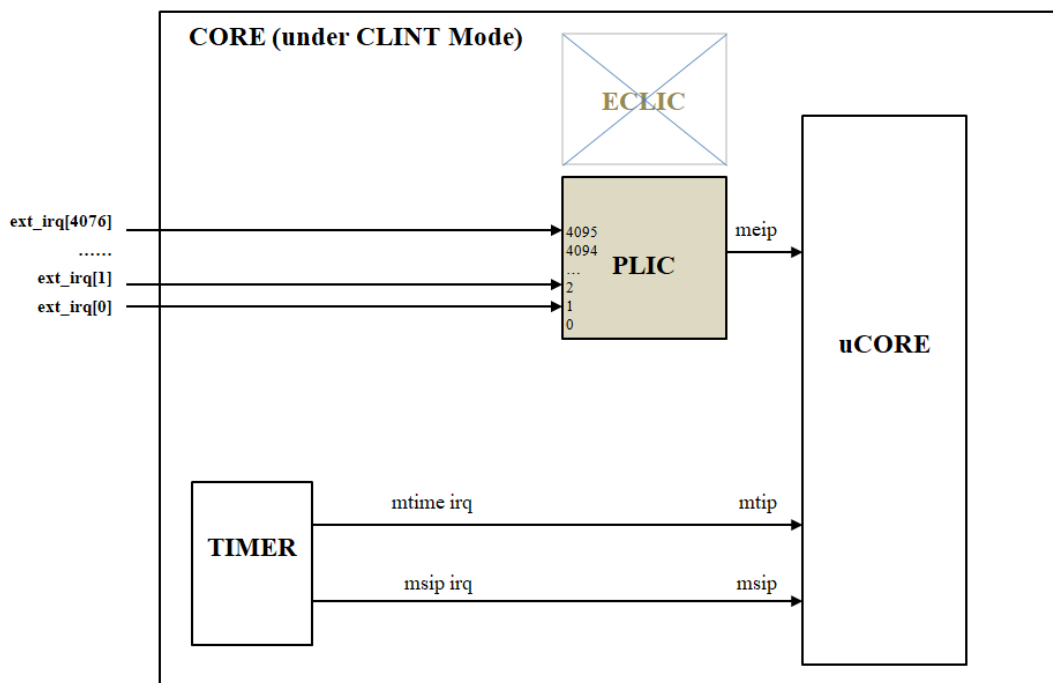 CORE (under CLINT Mode)
ECLIC
ext_irq[4076]
......
ext_irq[1]
ext_irq[0]
4095
4094
...
2
1
0
PLIC
meip
uCORE
TIMER
mtime irq
mtip
msip irq
msip